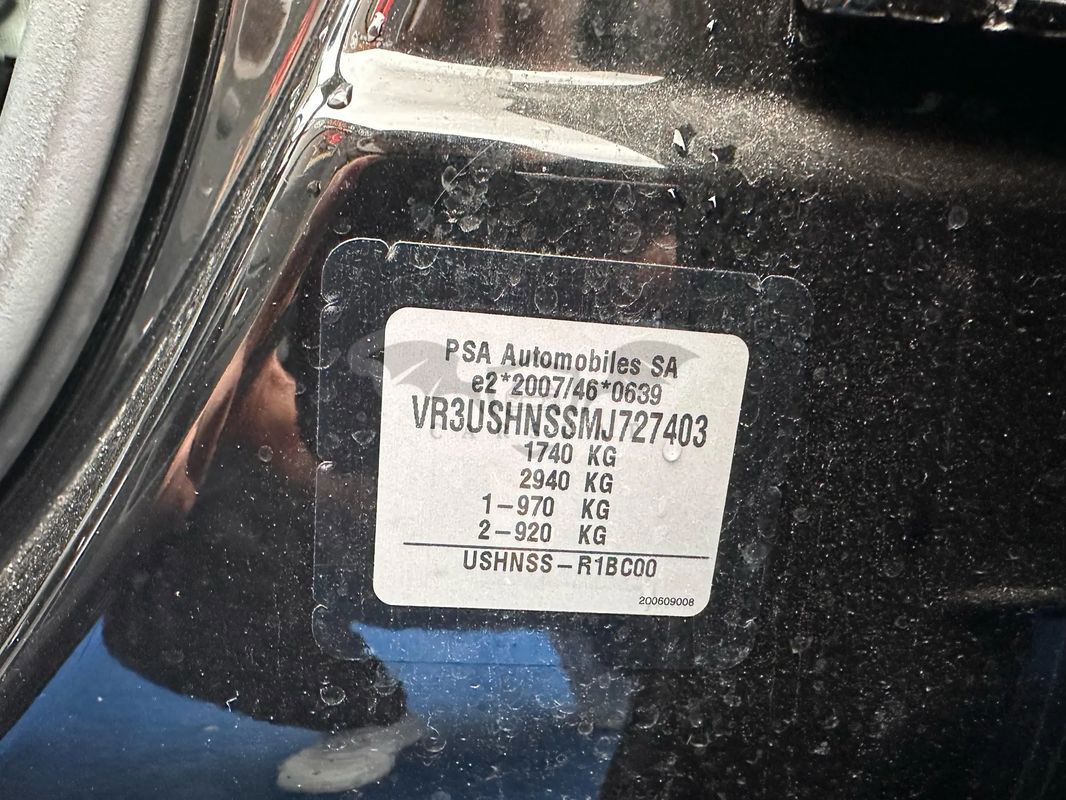 PSA Automobiles SA
e2*2007/46*0639
VR3USHNSSMJ727403
1740 KG
2940 KG
1-970 KG
2-920 KG
USHNSS-R1BC00
200609008